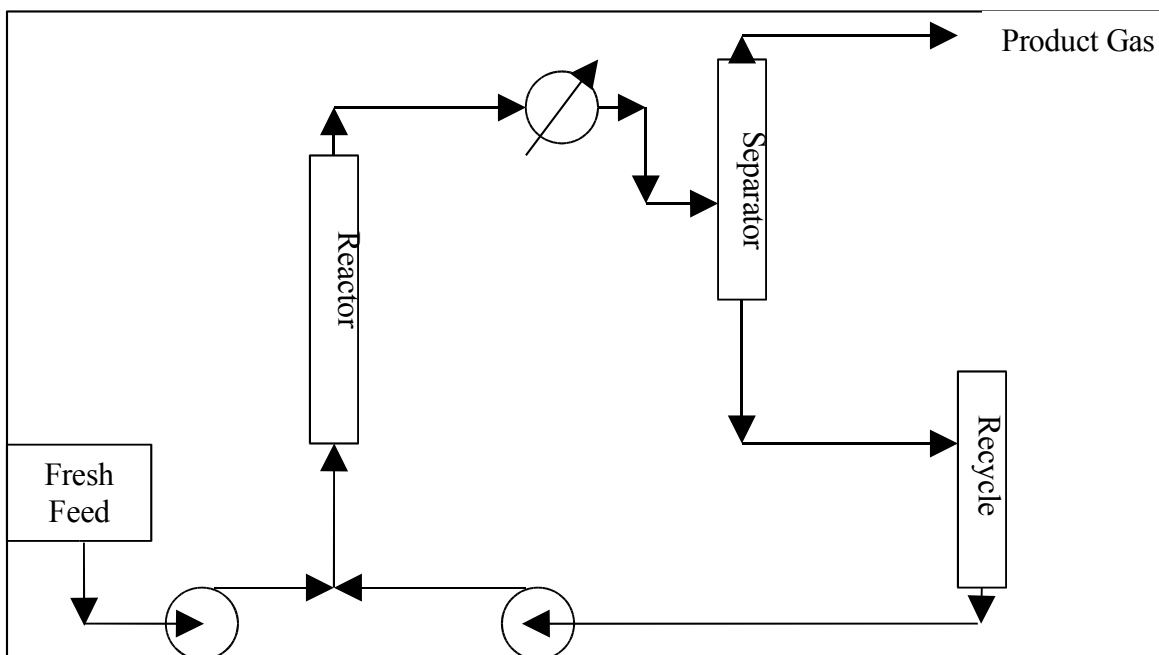 Product Gas
Separator
Reactor
Recycle
Fresh
Feed